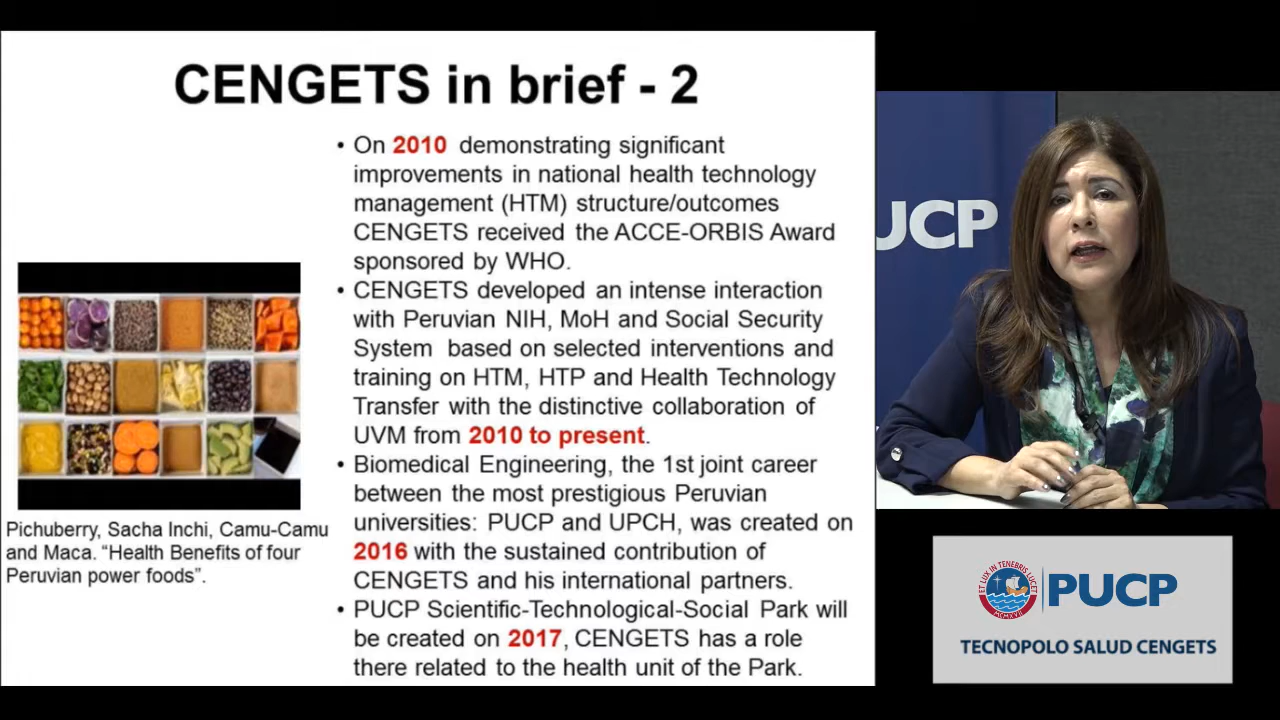 CENGETS in brief - 2
• On 2010 demonstrating significant
improvements in national health technology
management (HTM) structure/outcomes
CENGETS received the ACCE-ORBIS Award
sponsored by WHO.
• CENGETS developed an intense interaction
with Peruvian NIH, MoH and Social Security
System based on selected interventions and
training on HTM, HTP and Health Technology
Transfer with the distinctive collaboration of
UVM from 2010 to present.
• Biomedical Engineering, the 1st joint career
between the most prestigious Peruvian
universities: PUCP and UPCH, was created on
2016 with the sustained contribution of
CENGETS and his international partners.
• PUCP Scientific-Technological-Social Park will
be created on 2017, CENGETS has a role
there related to the health unit of the Park.
Pichuberry, Sacha Inchi, Camu-Camu
and Maca. “Health Benefits of four
Peruvian power foods”.
UCP
ET LUX IN TENEBRIS LUCET
MCMXVII
PUCP
TECNOPOLO SALUD CENGETS